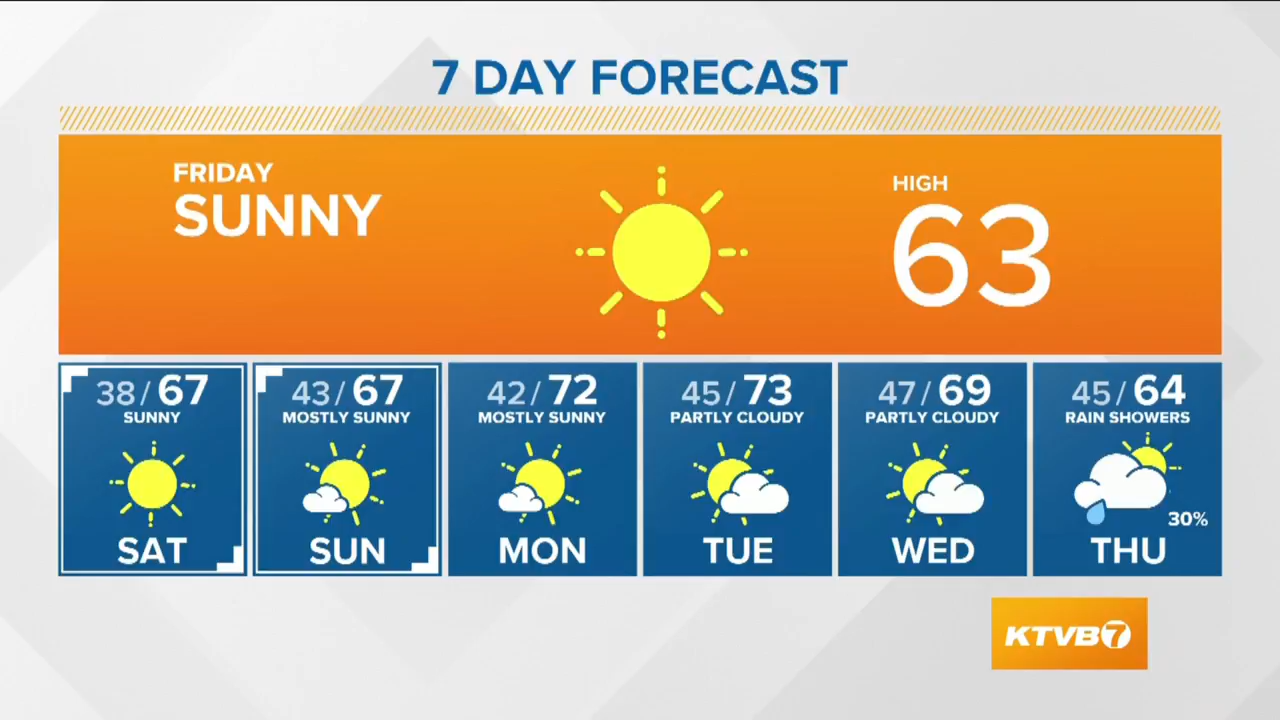 7 DAY FORECAST
FRIDAY
SUNNY
HIGH
63
38 / 67
SUNNY
SAT
43 / 67
MOSTLY SUNNY
SUN
42 / 72
MOSTLY SUNNY
MON
45 / 73
PARTLY CLOUDY
TUE
47 / 69
PARTLY CLOUDY
WED
45 / 64
RAIN SHOWERS
30%
THU
KTVB7